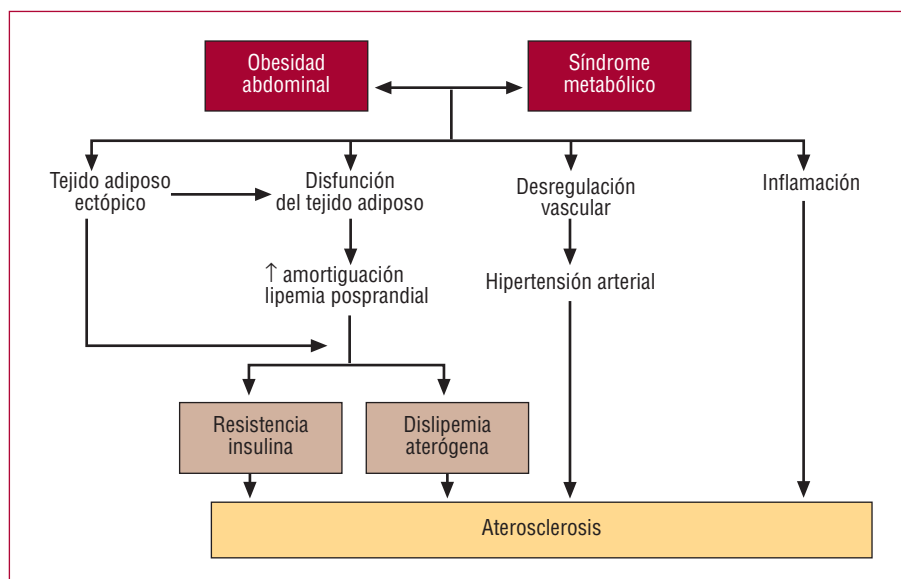 Obesidad
abdominal
Síndrome
metabólico
Tejido adiposo
ectópico
Disfunción
del tejido adiposo
Desregulación
vascular
Inflamación
↑ amortiguación
lipemia posprandial
Hipertensión arterial
Resistencia
insulina
Dislipemia
aterógena
Aterosclerosis